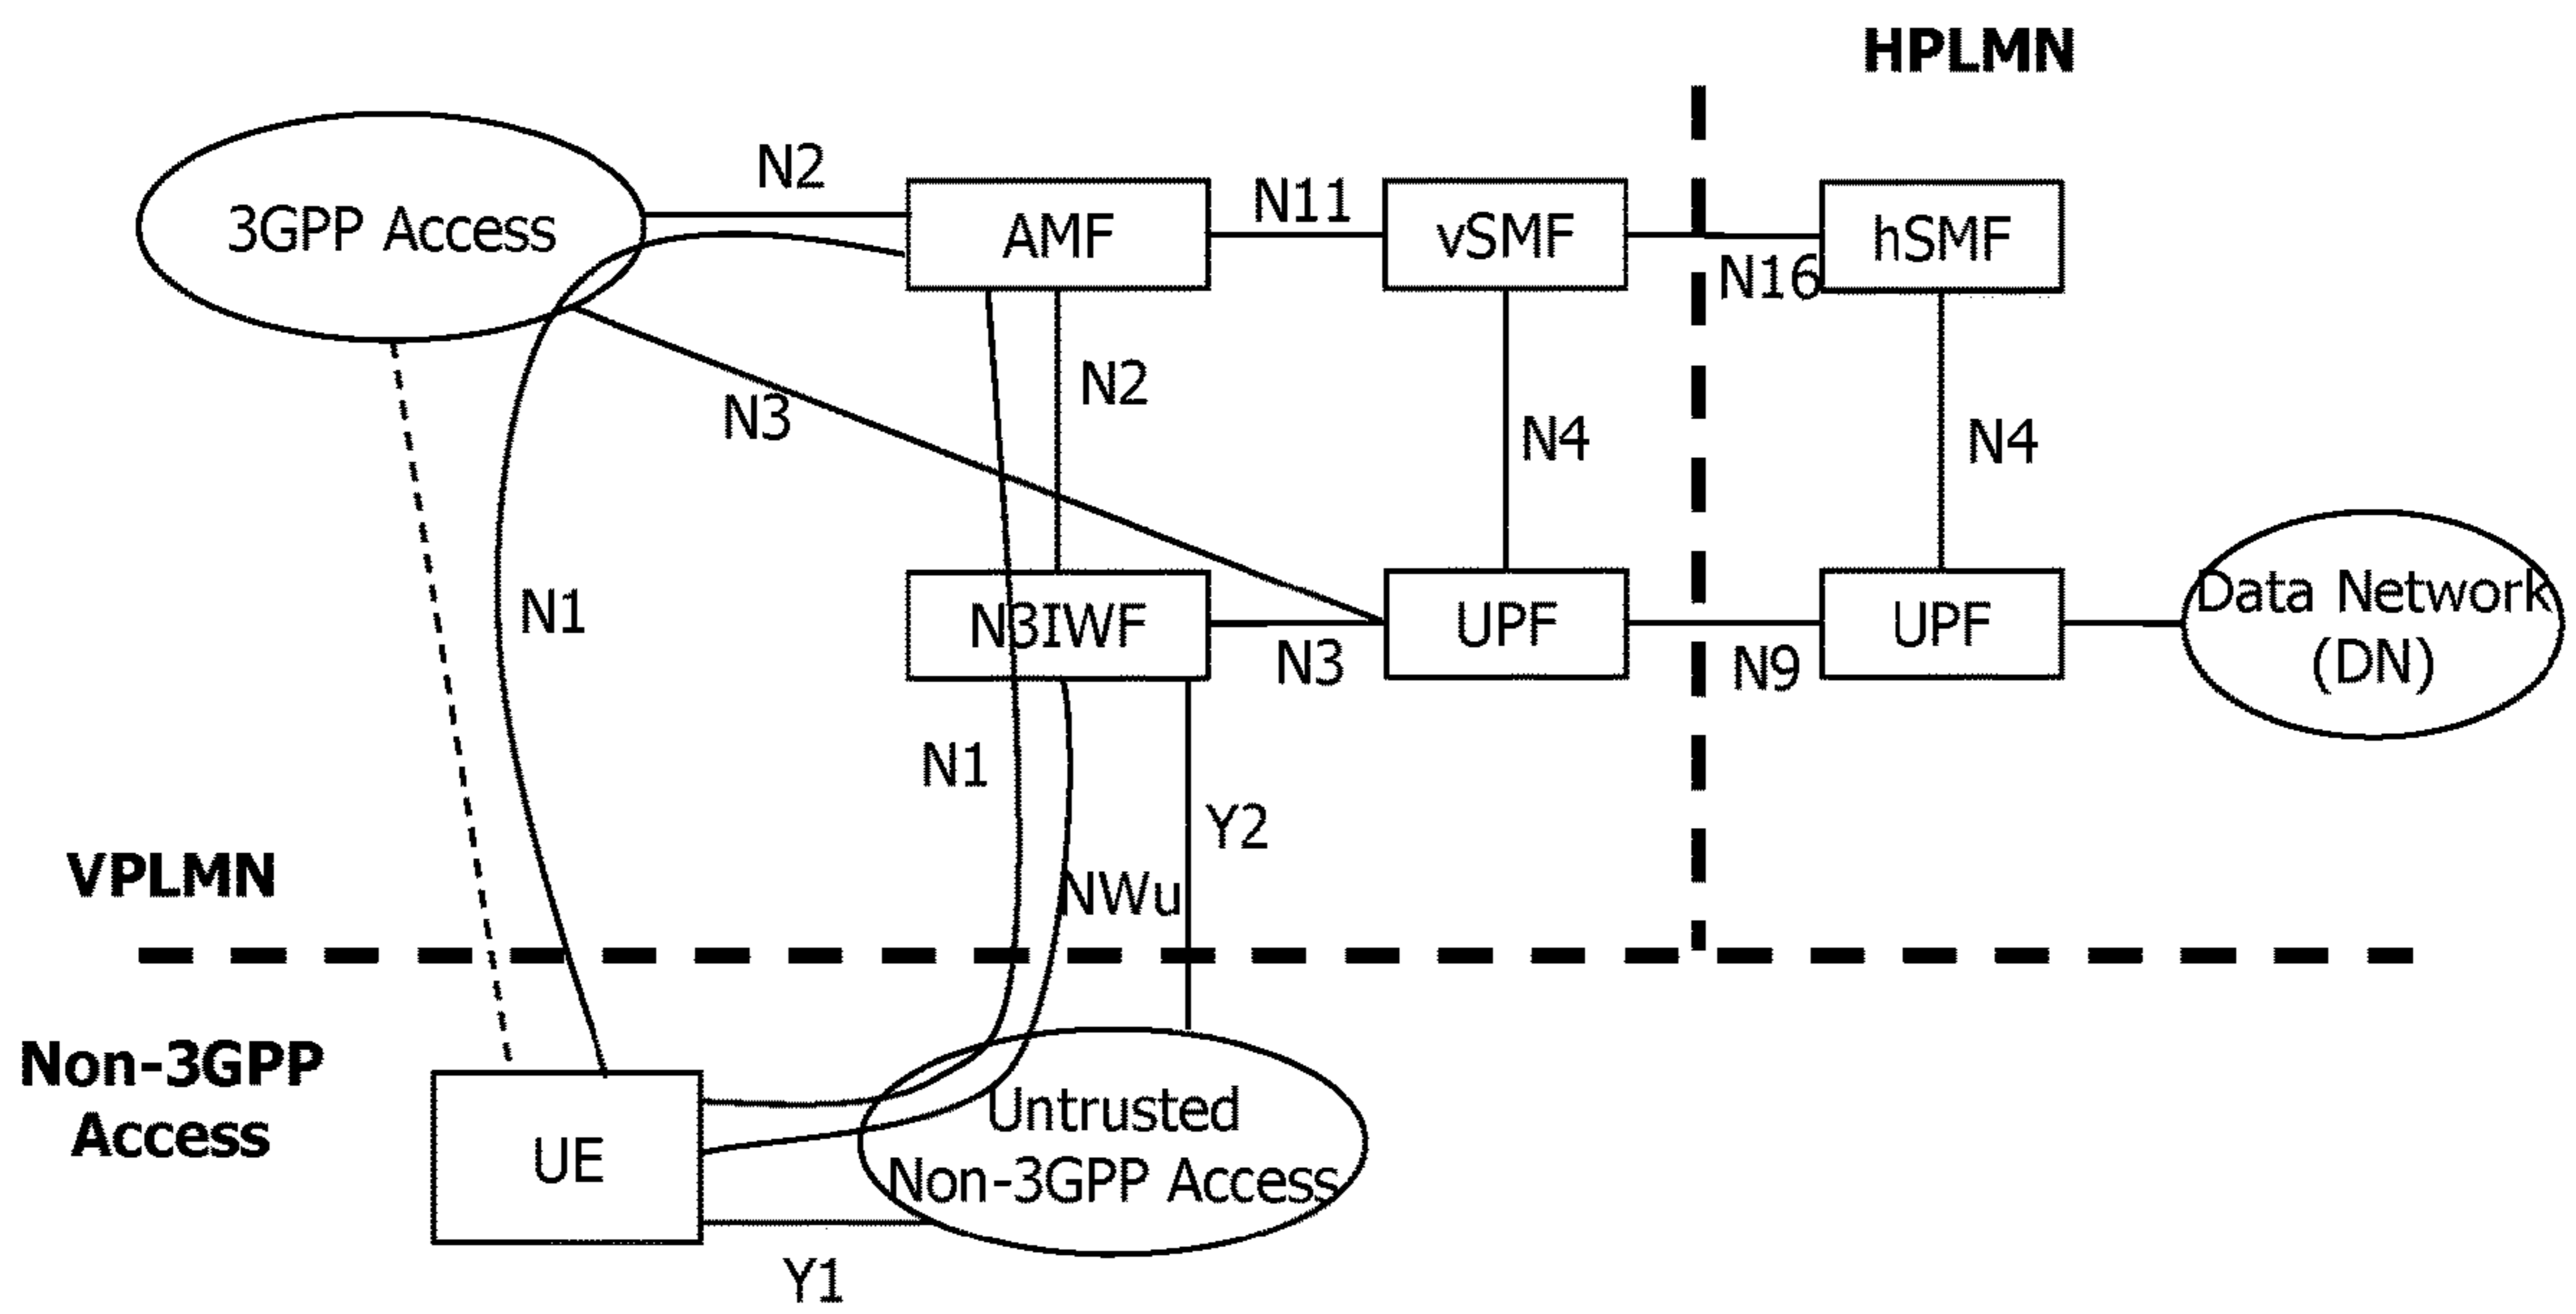 HPLMN
N2
3GPP Access
AMF
N11
vSMF
hSMF
N16
N2
N3
N4
N4
N1
N3IWF
N3
UPF
N9
UPF
Data Network
(DN)
N1
Y2
NWu
VPLMN
Non-3GPP
Access
UE
Untrusted
Non-3GPP Access
Y1